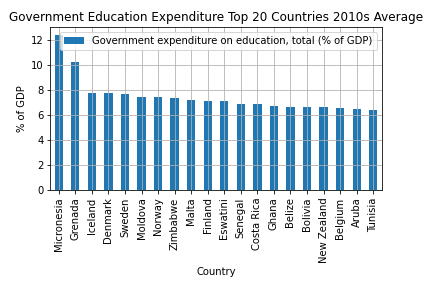 Government Education Expenditure Top 20 Countries 2010s Average
Government expenditure on education, total (% of GDP)
% of GDP
12
10
8
6
4
2
0
Micronesia
Grenada
Iceland
Denmark
Sweden
Moldova
Norway
Zimbabwe
Malta
Finland
Eswatini
Senegal
Costa Rica
Ghana
Belize
Bolivia
New Zealand
Belgium
Aruba
Tunisia
Country